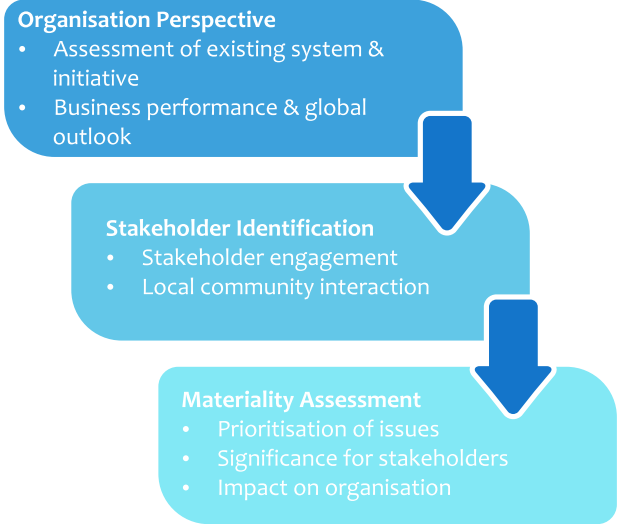 Organisation Perspective
• Assessment of existing system &
initiative
• Business performance & global
outlook
Stakeholder Identification
• Stakeholder engagement
• Local community interaction
Materiality Assessment
• Prioritisation of issues
• Significance for stakeholders
• Impact on organisation